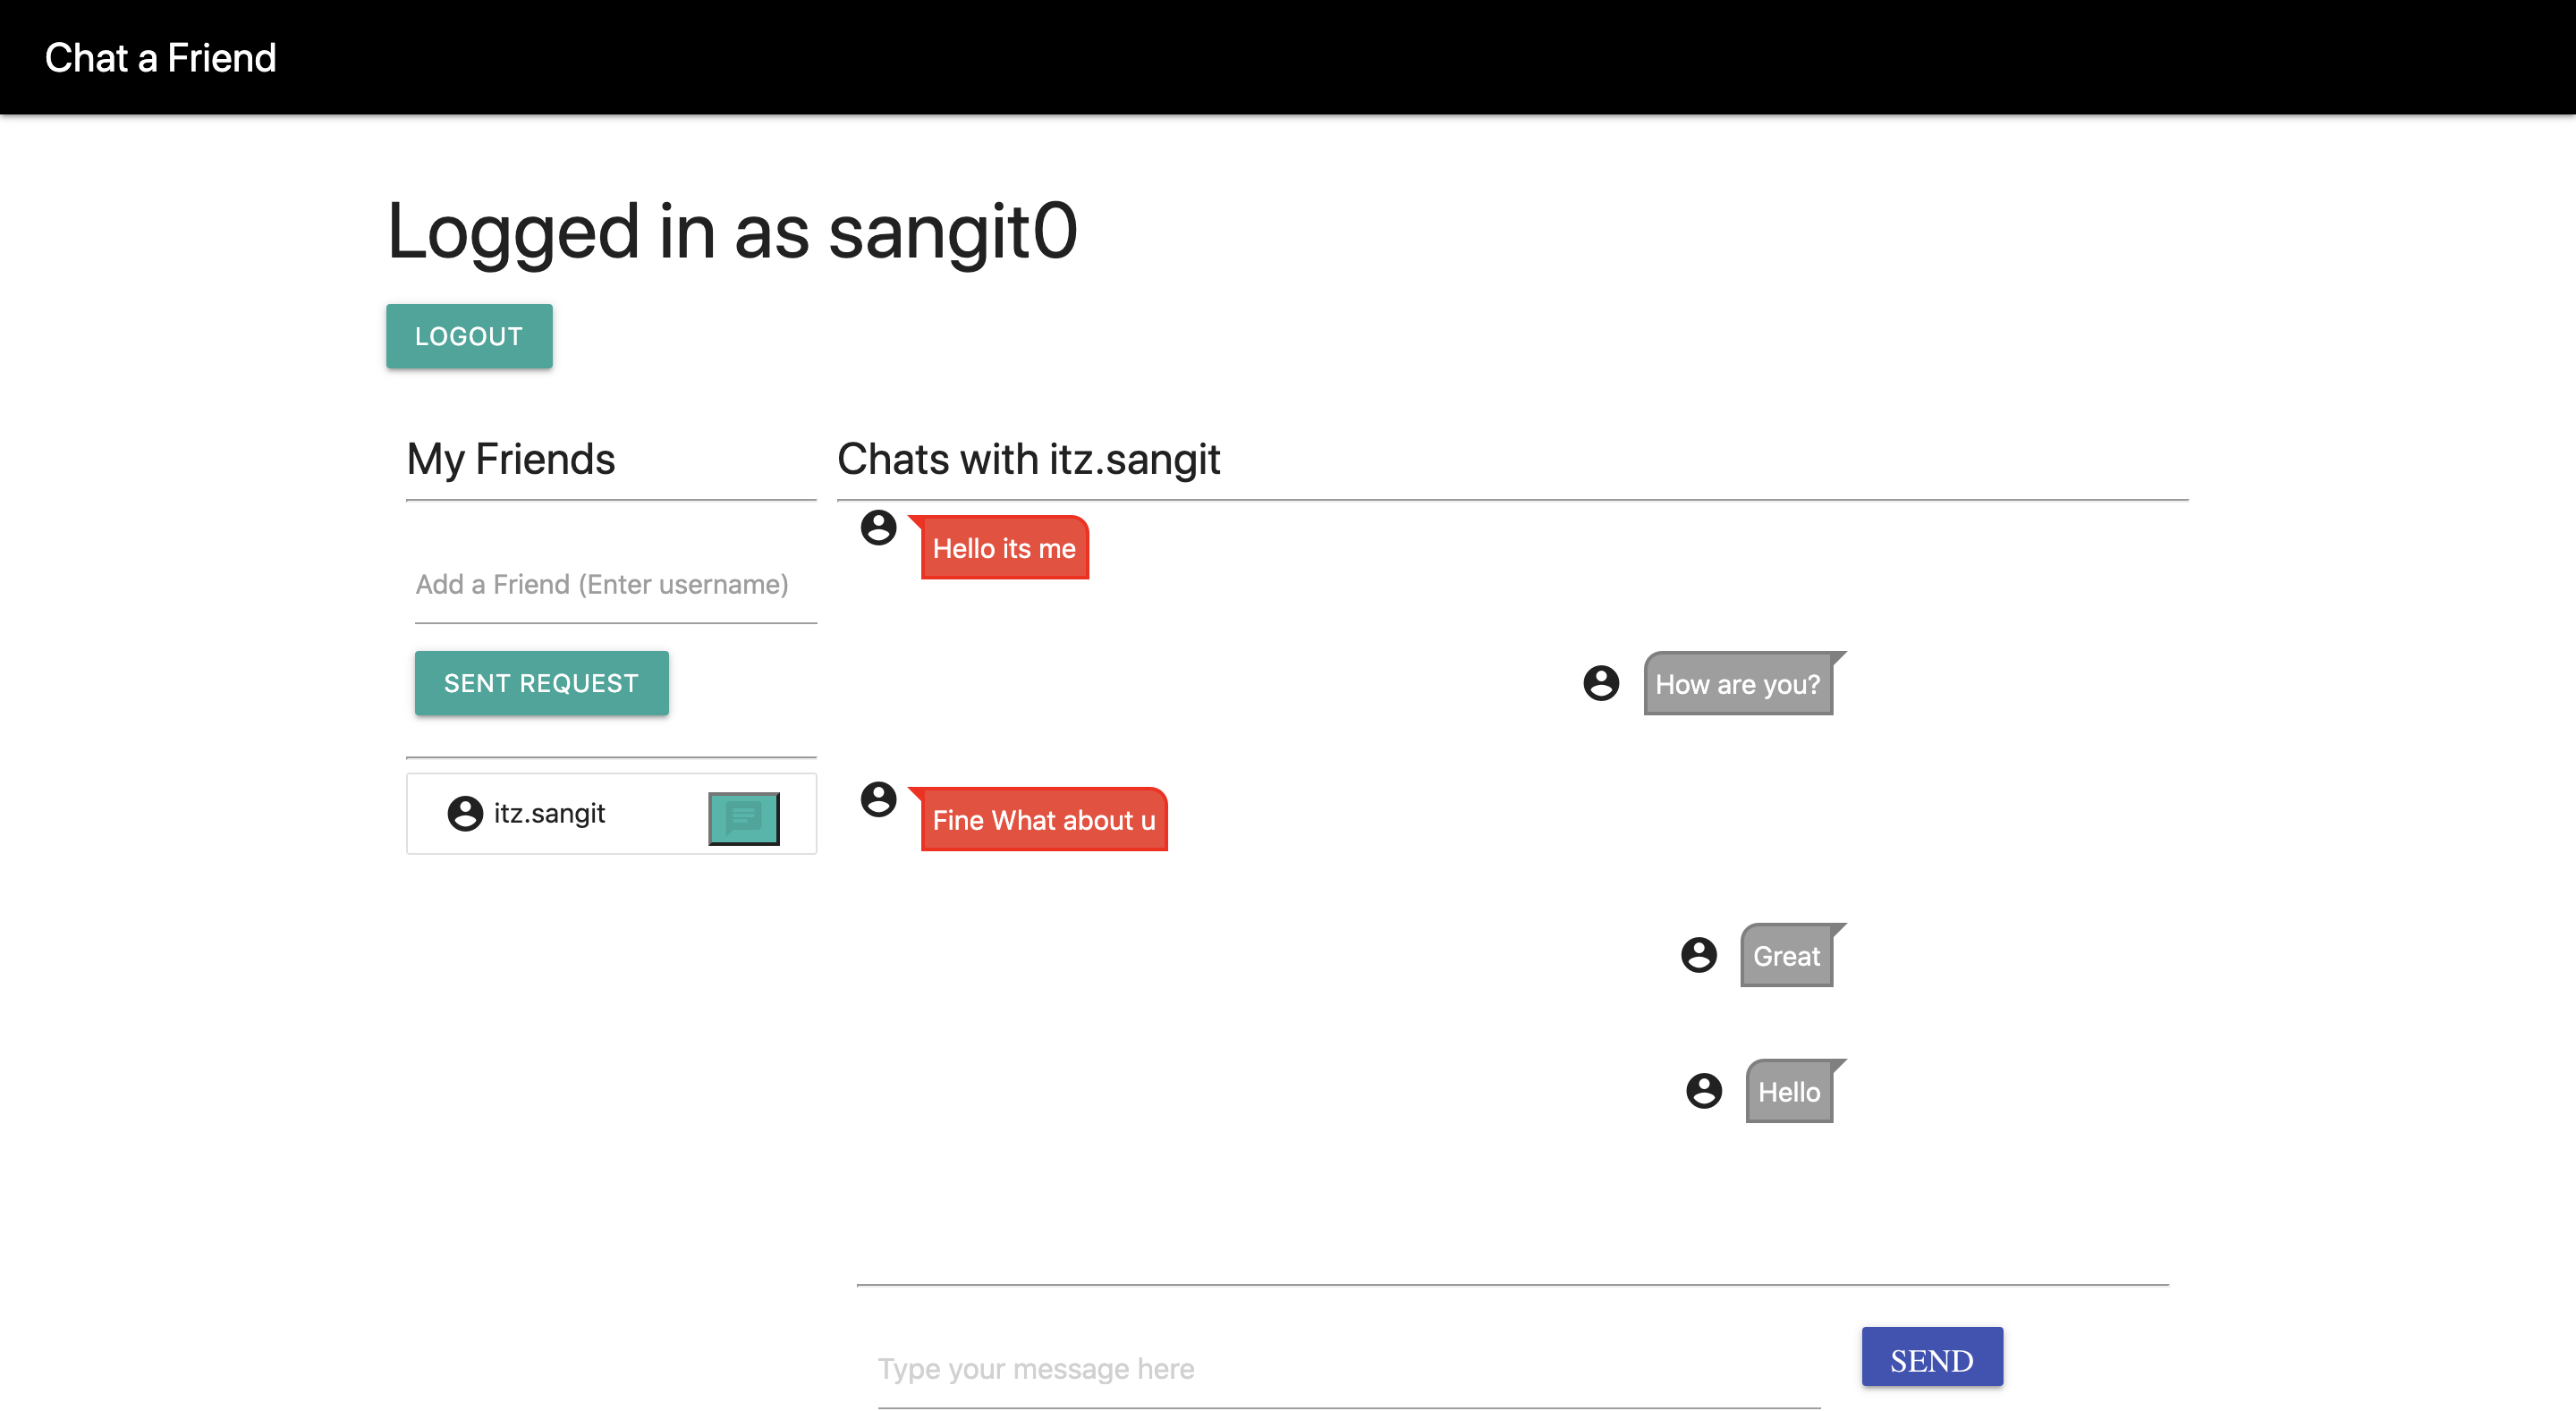 Chat a Friend
Logged in as sangit0
LOGOUT
My Friends
Add a Friend (Enter username)
SENT REQUEST
itz.sangit
Chats with itz.sangit
Hello its me
How are you?
Fine What about u
Great
Hello
Type your message here
SEND